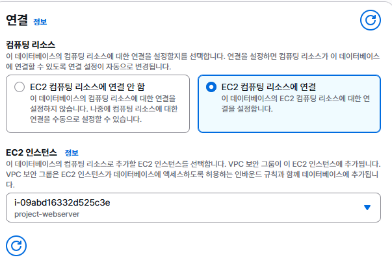 연결 정보
컴퓨팅 리소스
이 데이터베이스의 컴퓨팅 리소스에 대한 연결을 설정할지를 선택합니다. 연결을 설정하면 컴퓨팅 리소스가 이 데이터베이스
에 연결할 수 있도록 연결 설정이 자동으로 변경됩니다.
EC2 컴퓨팅 리소스에 연결 안 함
이 데이터베이스의 컴퓨팅 리소스에 대한 연결을
설정하지 않습니다. 나중에 컴퓨팅 리소스에 대한
연결을 수동으로 설정할 수 있습니다.
EC2 컴퓨팅 리소스에 연결
이 데이터베이스의 EC2 컴퓨팅 리소스에 대한 연
결을 설정합니다.
EC2 인스턴스 정보
이 데이터베이스의 컴퓨팅 리소스로 추가할 EC2 인스턴스를 선택합니다. VPC 보안 그룹이 이 EC2 인스턴스에 추가됩니다.
VPC 보안 그룹은 EC2 인스턴스가 데이터베이스에 액세스하도록 허용하는 인바운드 규칙과 함께 데이터베이스에 추가됩니
다.
i-09abd16332d525c3e
project-webserver